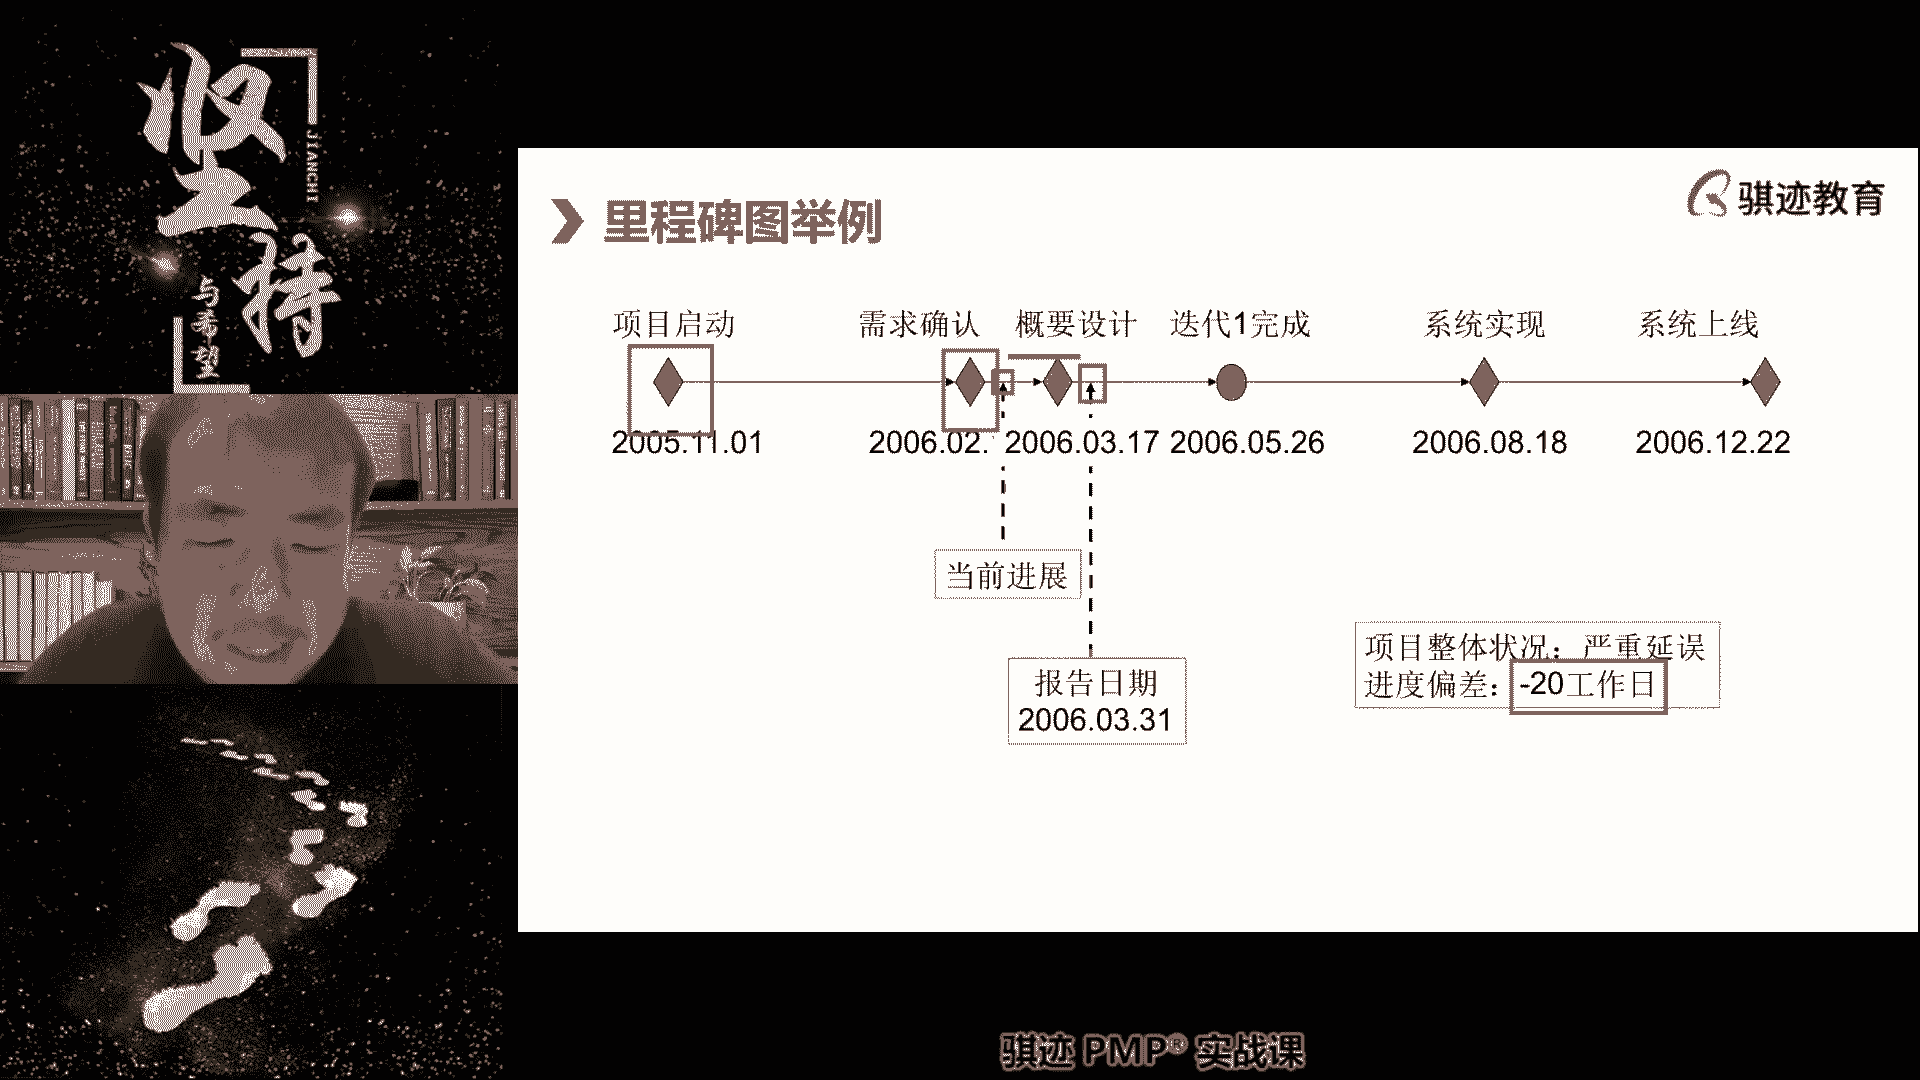 坚持
JIANCHI
与希望
骐迹教育
里程碑图举例
项目启动 需求确认 概要设计 迭代1完成 系统实现 系统上线
2005.11.01 2006.02. 2006.03.17 2006.05.26 2006.08.18 2006.12.22
当前进展
报告日期
2006.03.31
项目整体状况：严重延误
进度偏差：-20工作日
骐迹 PMP® 实战课